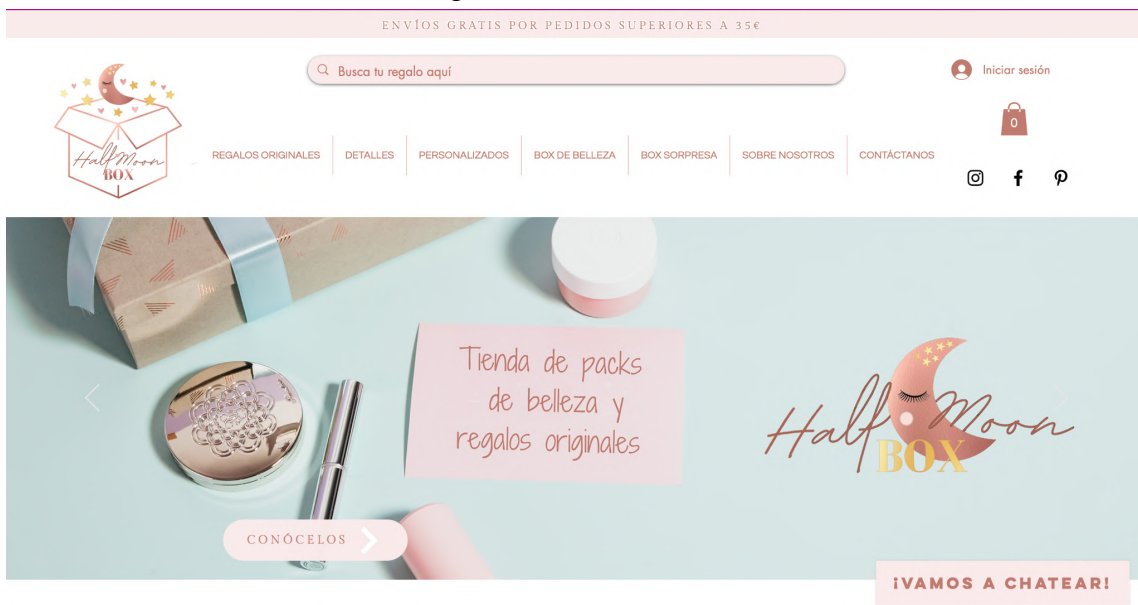 ENVÍOS GRATIS POR PEDIDOS SUPERIORES A 35€
Busca tu regalo aquí
Iniciar sesión
0
HalfMoon
BOX
REGALOS ORIGINALES
DETALLES
PERSONALIZADOS
BOX DE BELLEZA
BOX SORPRESA
SOBRE NOSOTROS
CONTÁCTANOS
Tienda de packs
de belleza y
regalos originales
Half Moon
BOX
CONÓCELOS
¡VAMOS A CHATEAR!